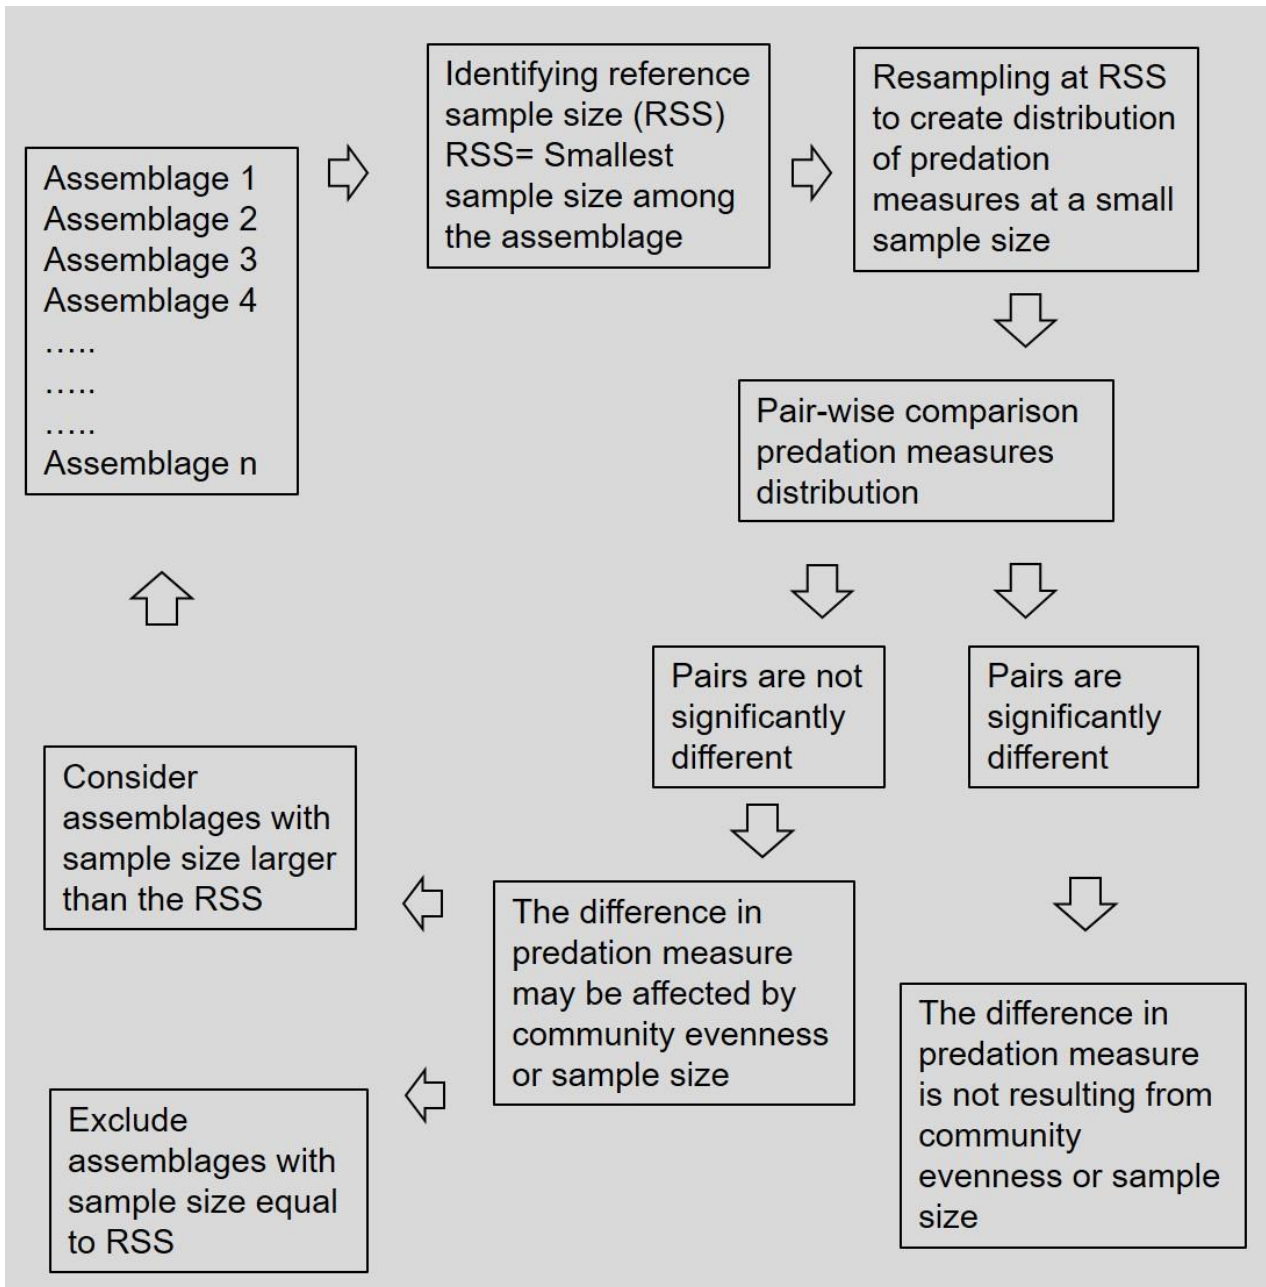 Assemblage 1
Assemblage 2
Assemblage 3
Assemblage 4
.....
.....
.....
Assemblage n
Identifying reference
sample size (RSS)
RSS= Smallest
sample size among
the assemblage
Resampling at RSS
to create distribution
of predation
measures at a small
sample size
Pair-wise comparison
predation measures
distribution
Pairs are not
significantly
different
Pairs are
significantly
different
The difference in
predation measure
may be affected by
community evenness
or sample size
The difference in
predation measure
is not resulting from
community
evenness or sample
size
Consider
assemblages with
sample size larger
than the RSS
Exclude
assemblages with
sample size equal
to RSS